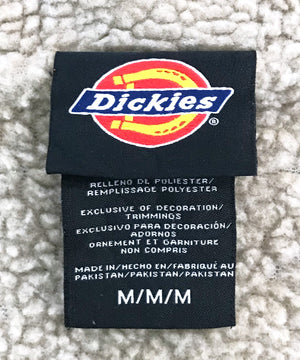 Dickies
®
RELLENO DE POLIESTER/
REMPLISSAGE POLYESTER
EXCLUSIVE OF DECORATION/
TRIMMINGS
EXCLUSIVO PARA DECORACIÓN/
ADORNOS
ORNEMENT ET GARNITURE
NON COMPRIS
MADE IN/HECHO EN/FABRIQUÉ AU
PAKISTAN/PAKISTAN/PAKISTAN
M/M/M